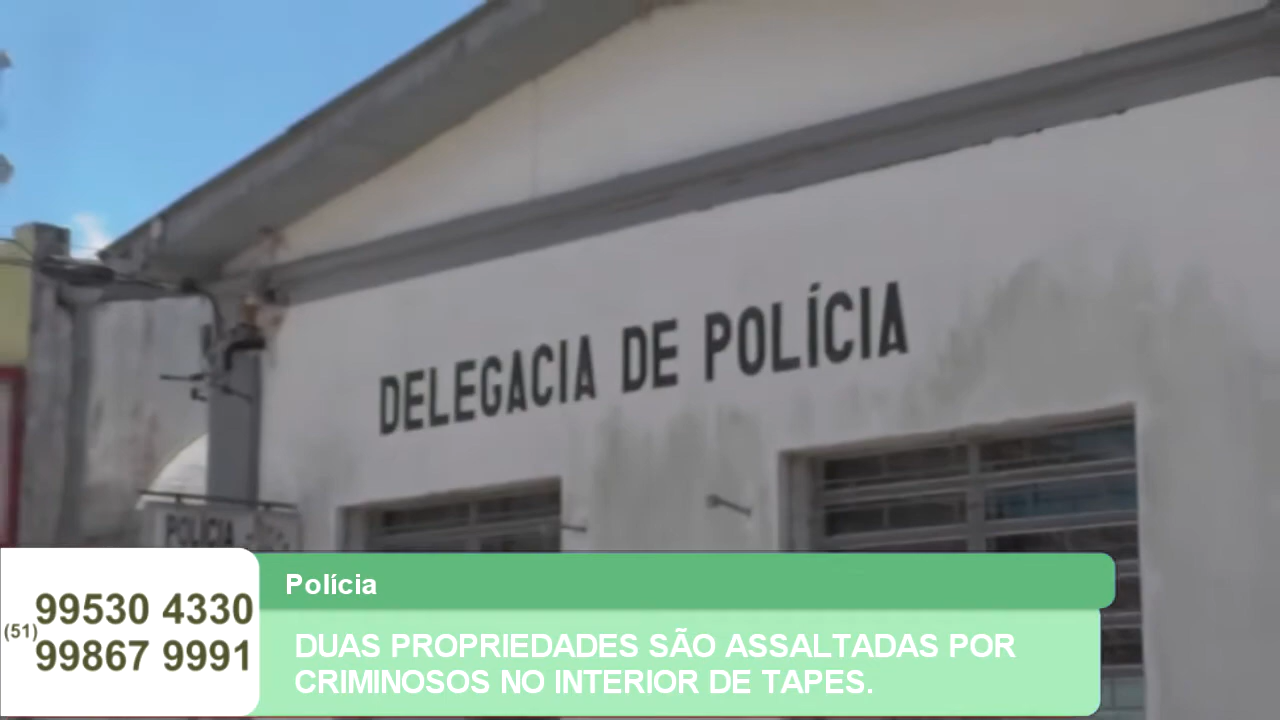 DELEGACIA DE POLÍCIA
POLÍCIA
Polícia
99530 4330
(51)
99867 9991
DUAS PROPRIEDADES SÃO ASSALTADAS POR
CRIMINOSOS NO INTERIOR DE TAPES.